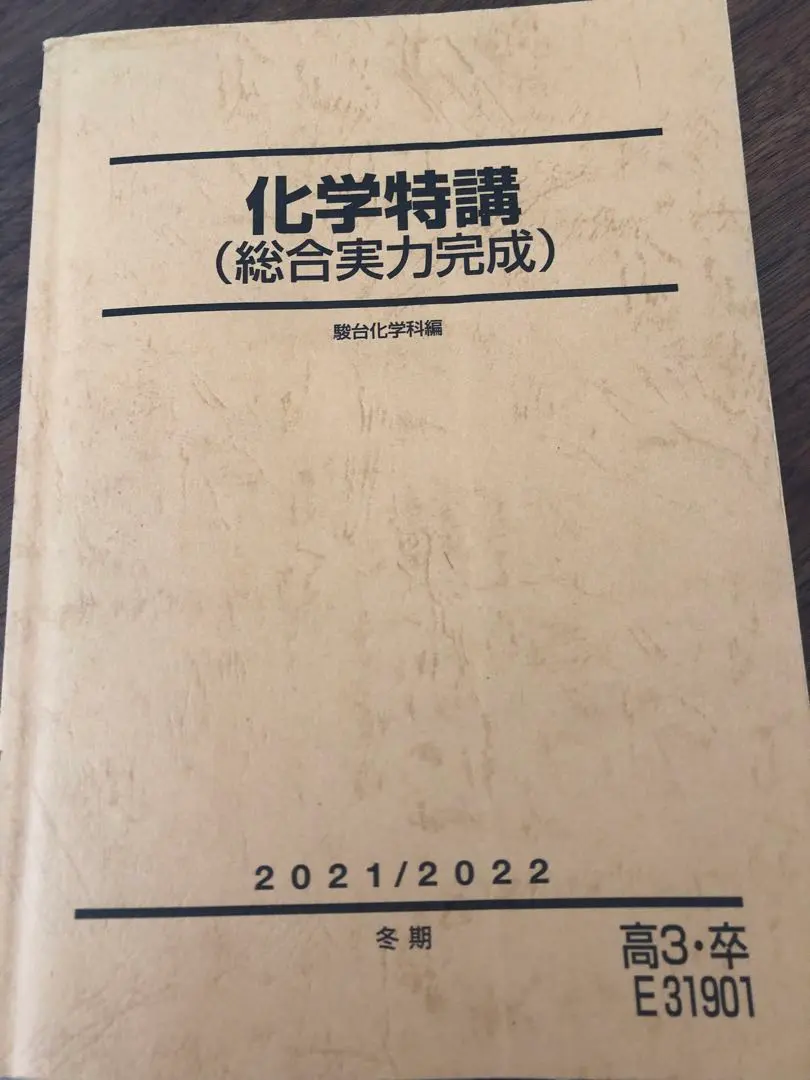 化学特講
（総合実力完成）
駿台化学科編
2021/2022
冬期
高3・卒
E31901